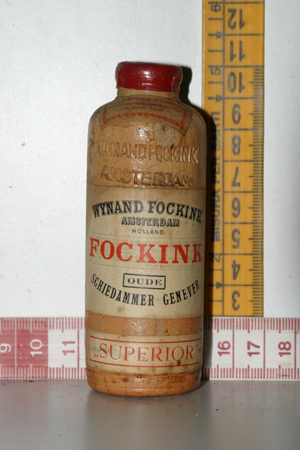 WYNAND FOCKINK
AMSTERDAM
WYNAND FOCKINK
AMSTERDAM
HOLLAND.
FOCKINK
OUDE
SCHIEDAMMER GENEVER
"SUPERIOR"
12
11
10
9
8
7
6
5
4
3
9
10
11
15
16
17
18